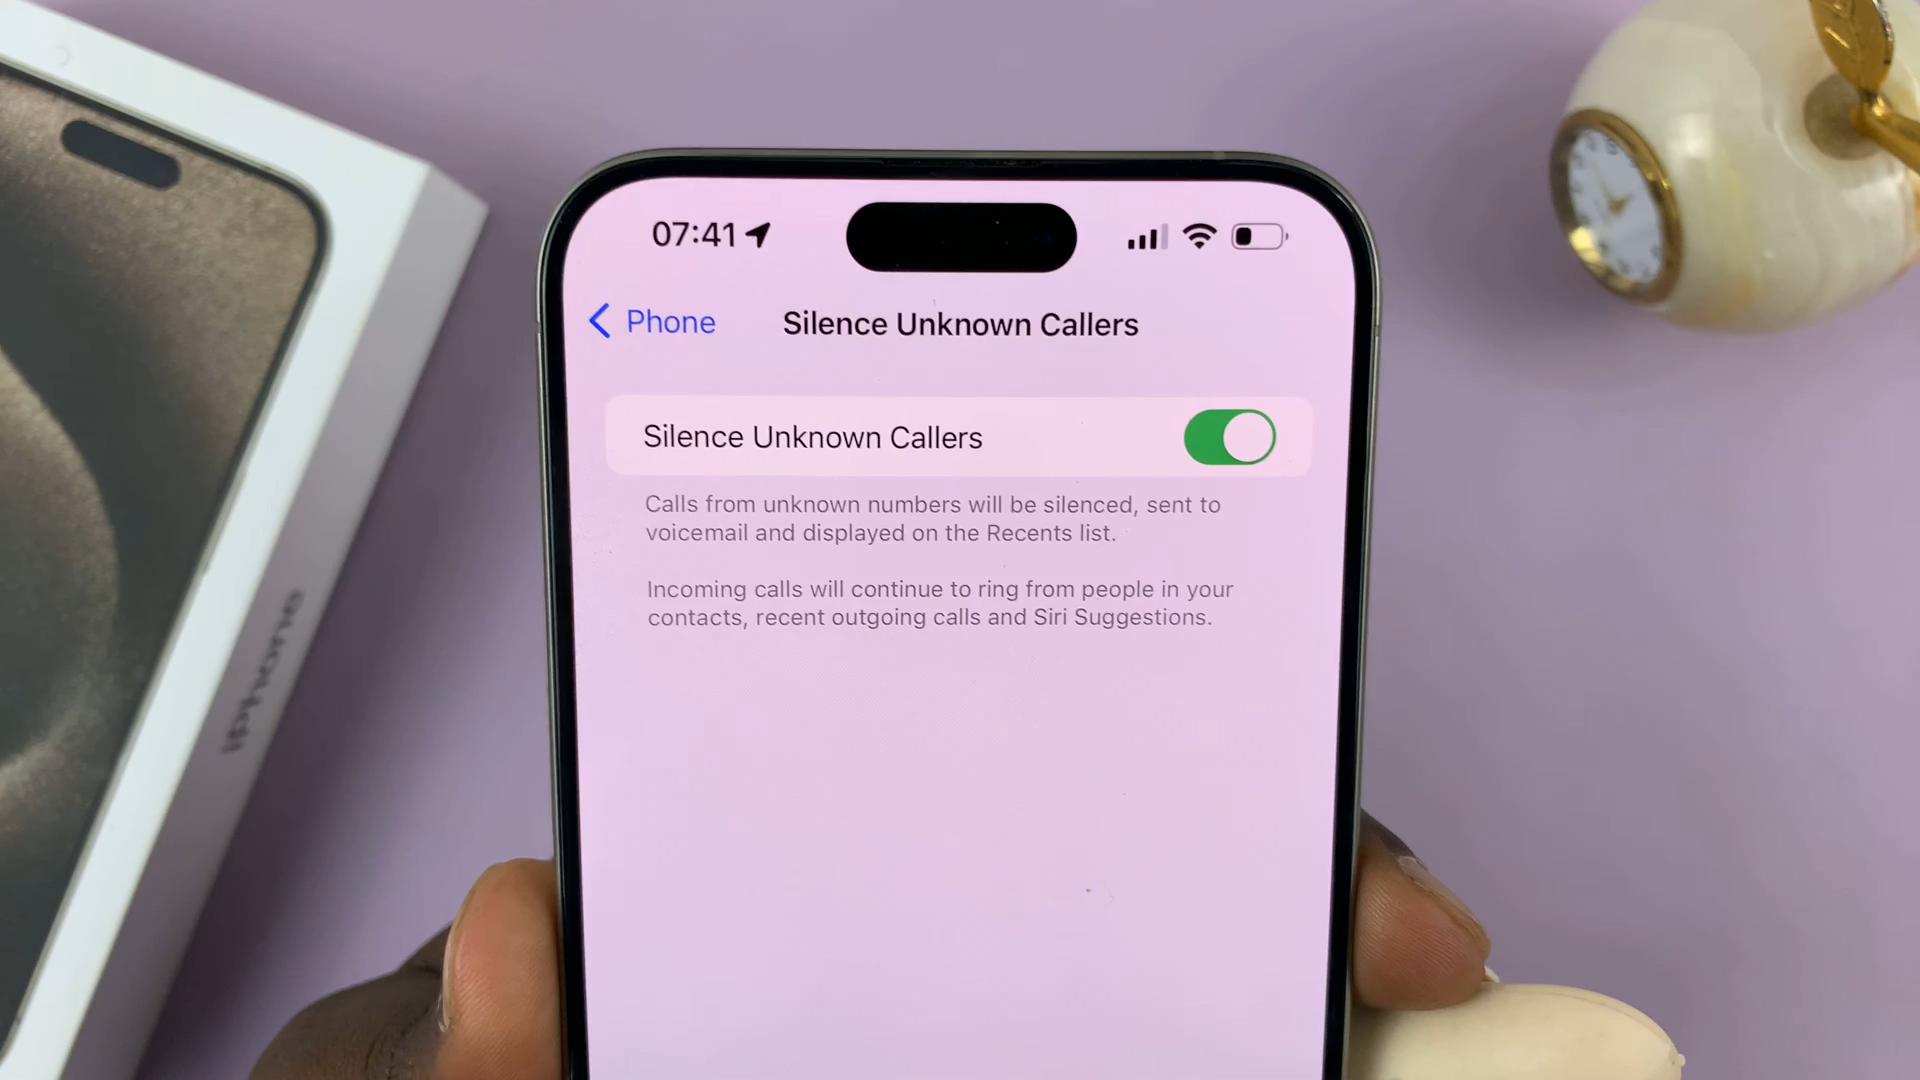 07:41
Phone
Silence Unknown Callers
Silence Unknown Callers
Calls from unknown numbers will be silenced, sent to
voicemail and displayed on the Recents list.
Incoming calls will continue to ring from people in your
contacts, recent outgoing calls and Siri Suggestions.
iPhone